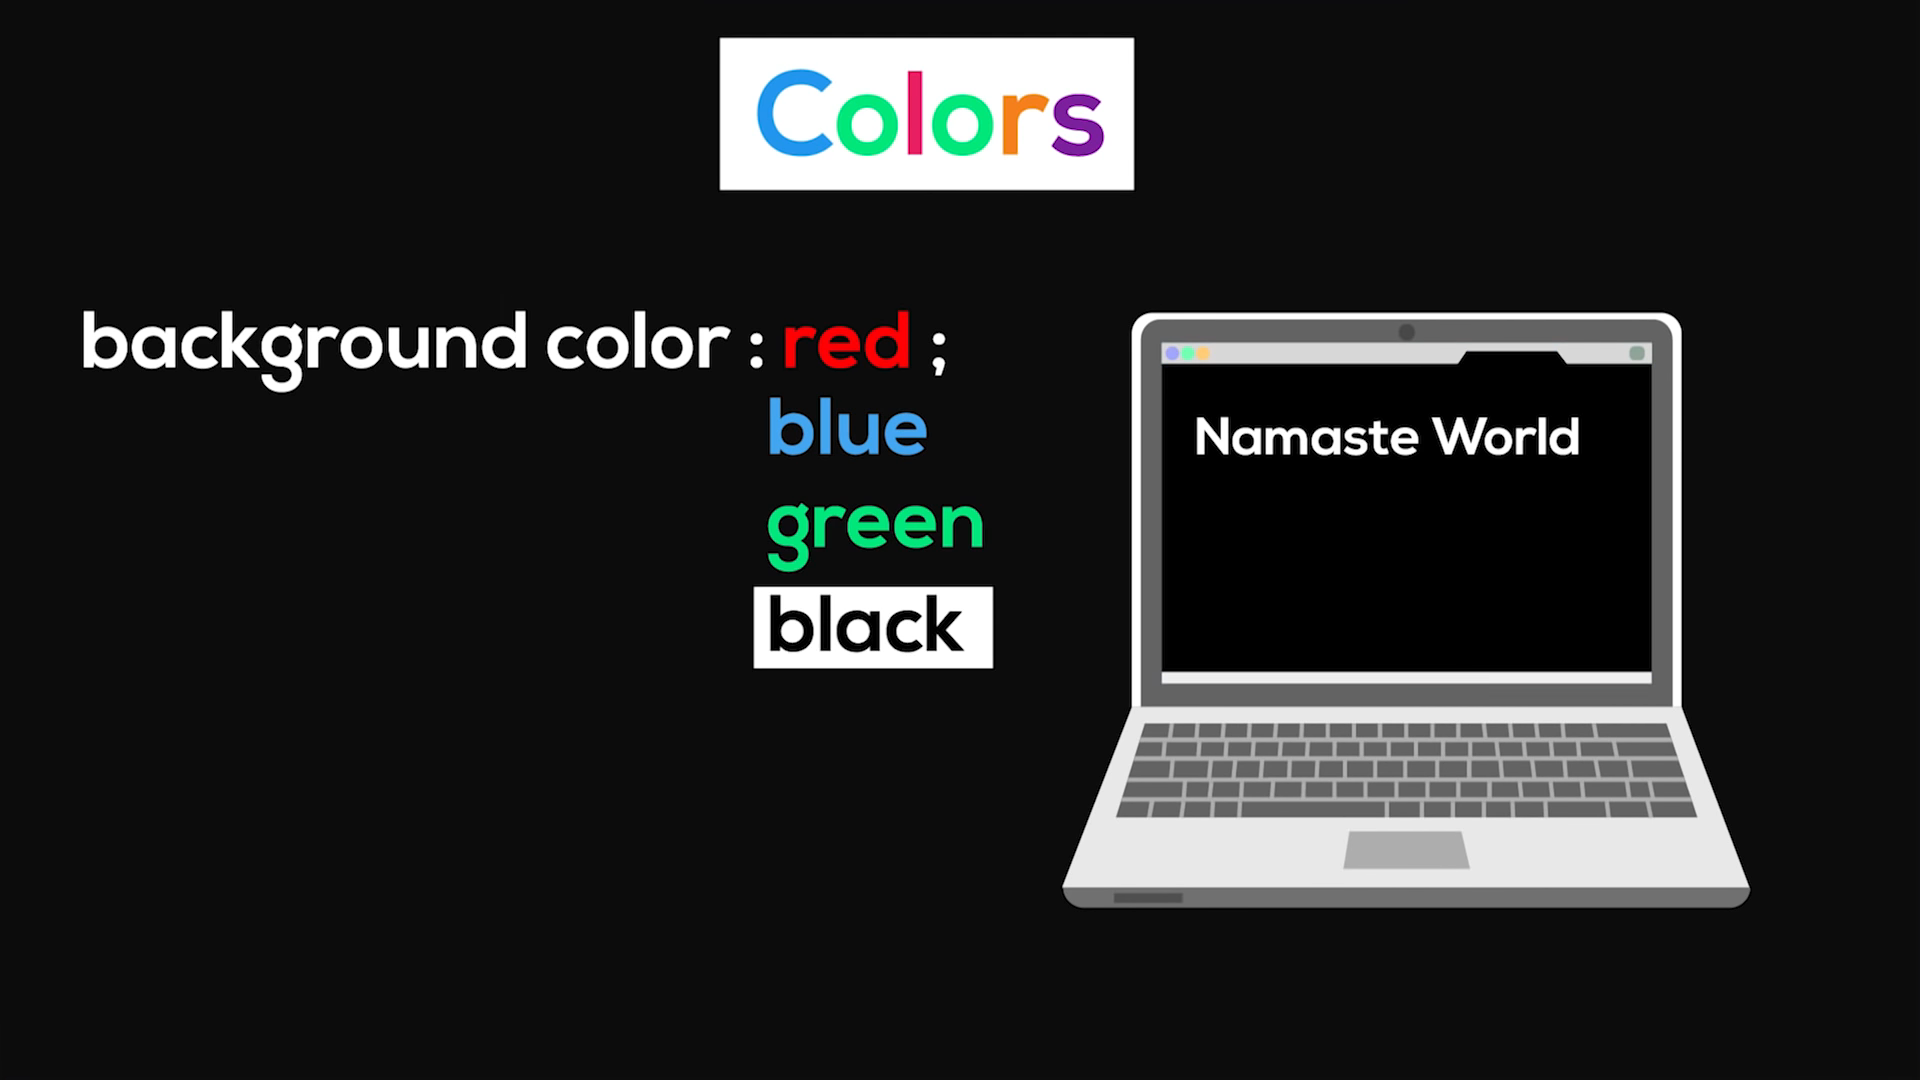 Colors
background color : red ;
blue
green
black
Namaste World